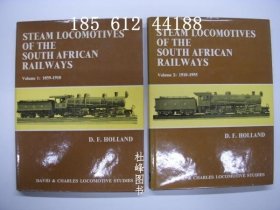 185 612 44188
STEAM LOCOMOTIVES
OF THE
SOUTH AFRICAN
RAILWAYS
Volume 1: 1859-1910
D. F. HOLLAND
DAVID & CHARLES LOCOMOTIVE STUDIES
STEAM LOCOMOTIVES
OF THE
SOUTH AFRICAN
RAILWAYS
Volume 2: 1910-1955
D. F. HOLLAND
DAVID & CHARLES LOCOMOTIVE STUDIES
杜峰图书